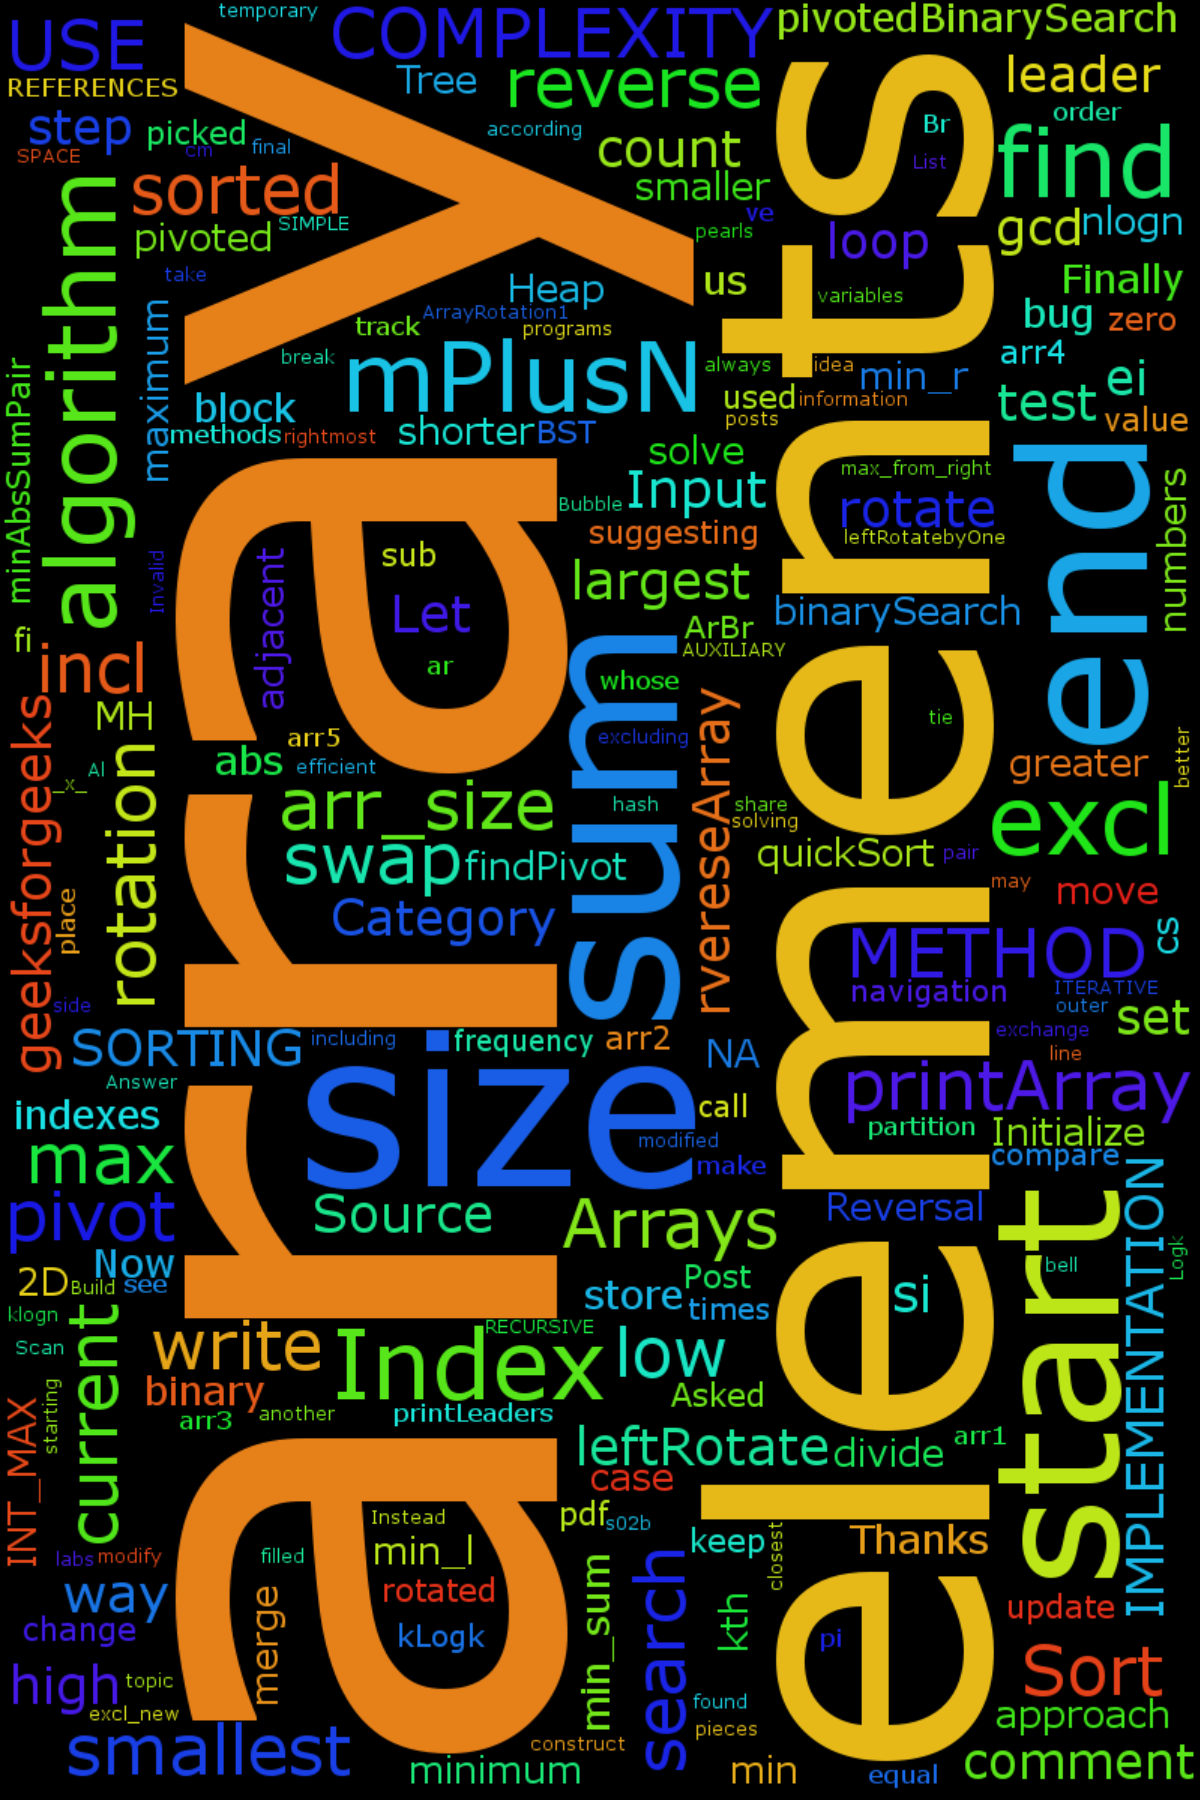 temporary
USE
COMPLEXITY
pivotedBinarySearch
REFERENCES
Tree
reverse
leader
step
picked
cm
final
according
count
Br
order
SPACE
sorted
smaller
List
find
pivoted
SIMPLE
ve
pearls
loop
gcd
nlogn
take
Heap
us
variables
Finally
algorithm
maximum
array
ArrayRotation1
track
programs
bug
zero
break
mPlusN
always
idea
min_r
arr4
ei
minAbsSumPair
block
used
information
test
value
methods
rightmost
shorter
BST
posts
elements
solve
max_from_right
end
Bubble
Input
rotate
numbers
suggesting
leftRotatebyOne
Invalid
adjacent
sub
largest
binarySearch
Let
fi
ArBr
incl
ar
AUXILIARY
sum
whose
MH
arr5
excluding
tie
geeksforgeeks
_x_
Al
rotation
abs
efficient
rvereseArray
greater
better
arr_size
hash
share
solving
excl
swap
findPivot
quickSort
pair
place
Category
may
move
METHOD
cs
side
navigation
ITERATIVE
outer
set
SORTING
including
frequency
arr2
NA
exchange
line
Answer
size
printArray
indexes
call
partition
Initialize
max
modified
make
compare
pivot
Source
Arrays
Reversal
start
IMPLEMENTATION
Now
2D
Build
see
store
Post
times
si
bell
Logk
klogn
current
Scan
write
Index
RECURSIVE
low
binary
Asked
INT_MAX
starting
arr3
another
printLeaders
leftRotate
divide
arr1
case
pdf
s02b
Instead
keep
closest
Thanks
labs
modify
filled
min_l
way
merge
rotated
min_sum
search
kth
update
change
kLogk
pi
high
topic
Sort
excl_new
found
approach
smallest
construct
pieces
minimum
min
equal
comment